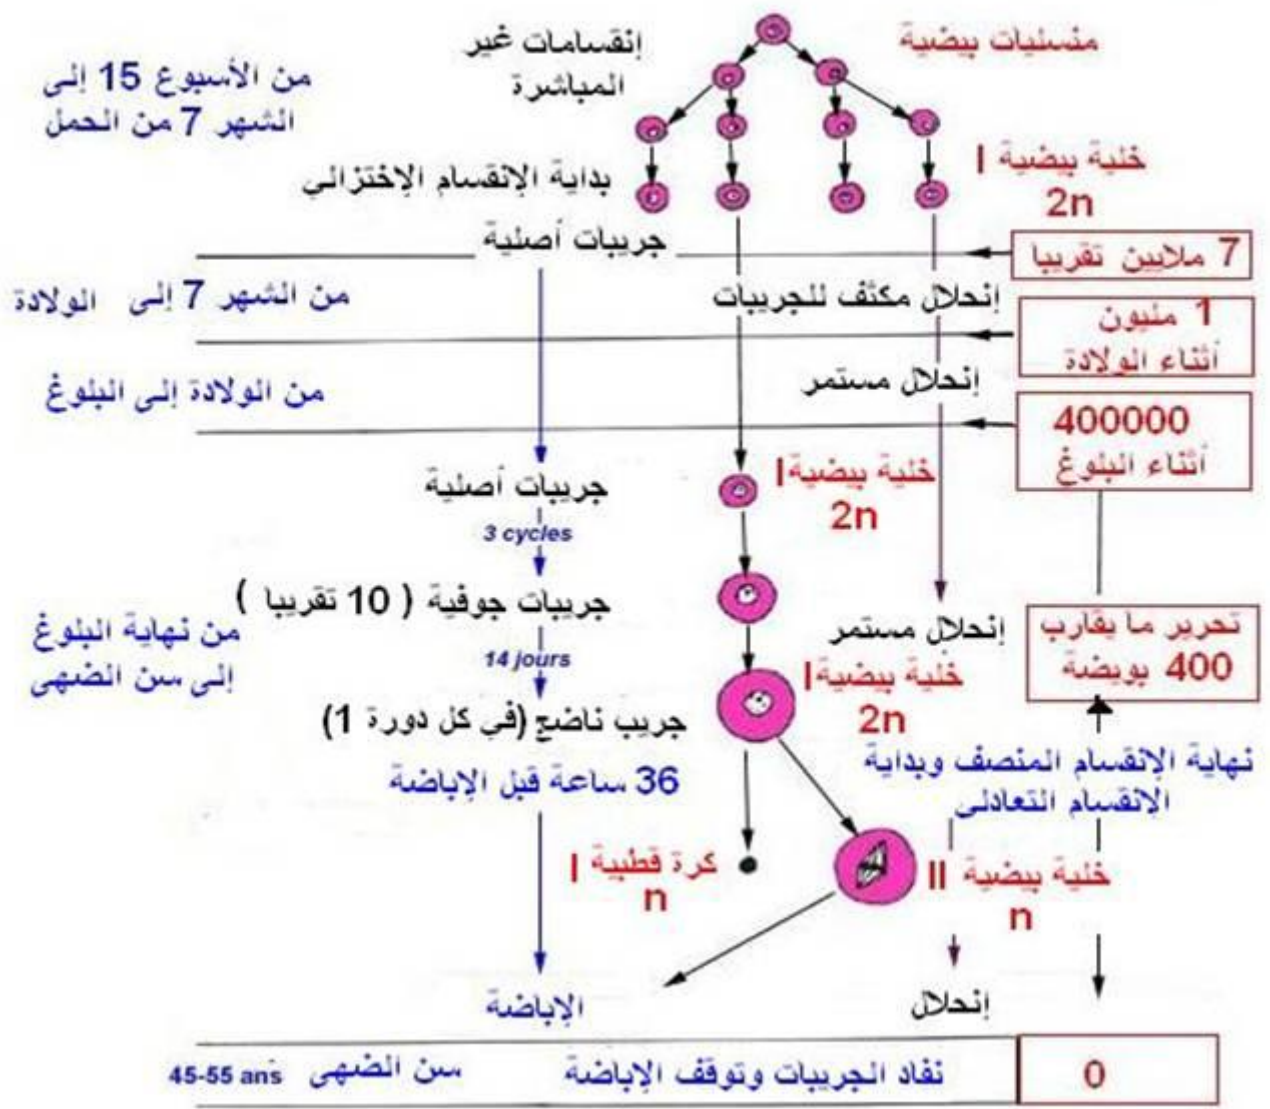 منسليات بيضية
إنقسامات غير
المباشرة
من الأسبوع 15 إلى
الشهر 7 من الحمل
خلية بيضية I
2n
بداية الإنقسام الإختزالي
جريبات أصلية
7 ملايين تقريبا
من الشهر 7 إلى الولادة
إنحلال مكثف للجريبات
1 مليون
أثناء الولادة
إنحلال مستمر
من الولادة إلى البلوغ
400000
أثناء البلوغ
خلية بيضية I
2n
جريبات أصلية
3 cycles
جريبات جوفية ( 10 تقريبا )
من نهاية البلوغ
إلى سن الضهى
إنحلال مستمر
تحرير ما يقارب
400 بويضة
14 jours
خلية بيضية I
2n
جريب ناضج (في كل دورة 1)
36 ساعة قبل الإباضة
نهاية الإنقسام المنصف وبداية
الانقسام التعادلى
كرة قطبية I
n
خلية بيضية II
n
الإباضة
إنحلال
0
نفاد الجريبات وتوقف الإباضة
سن الضهى 45-55 ans